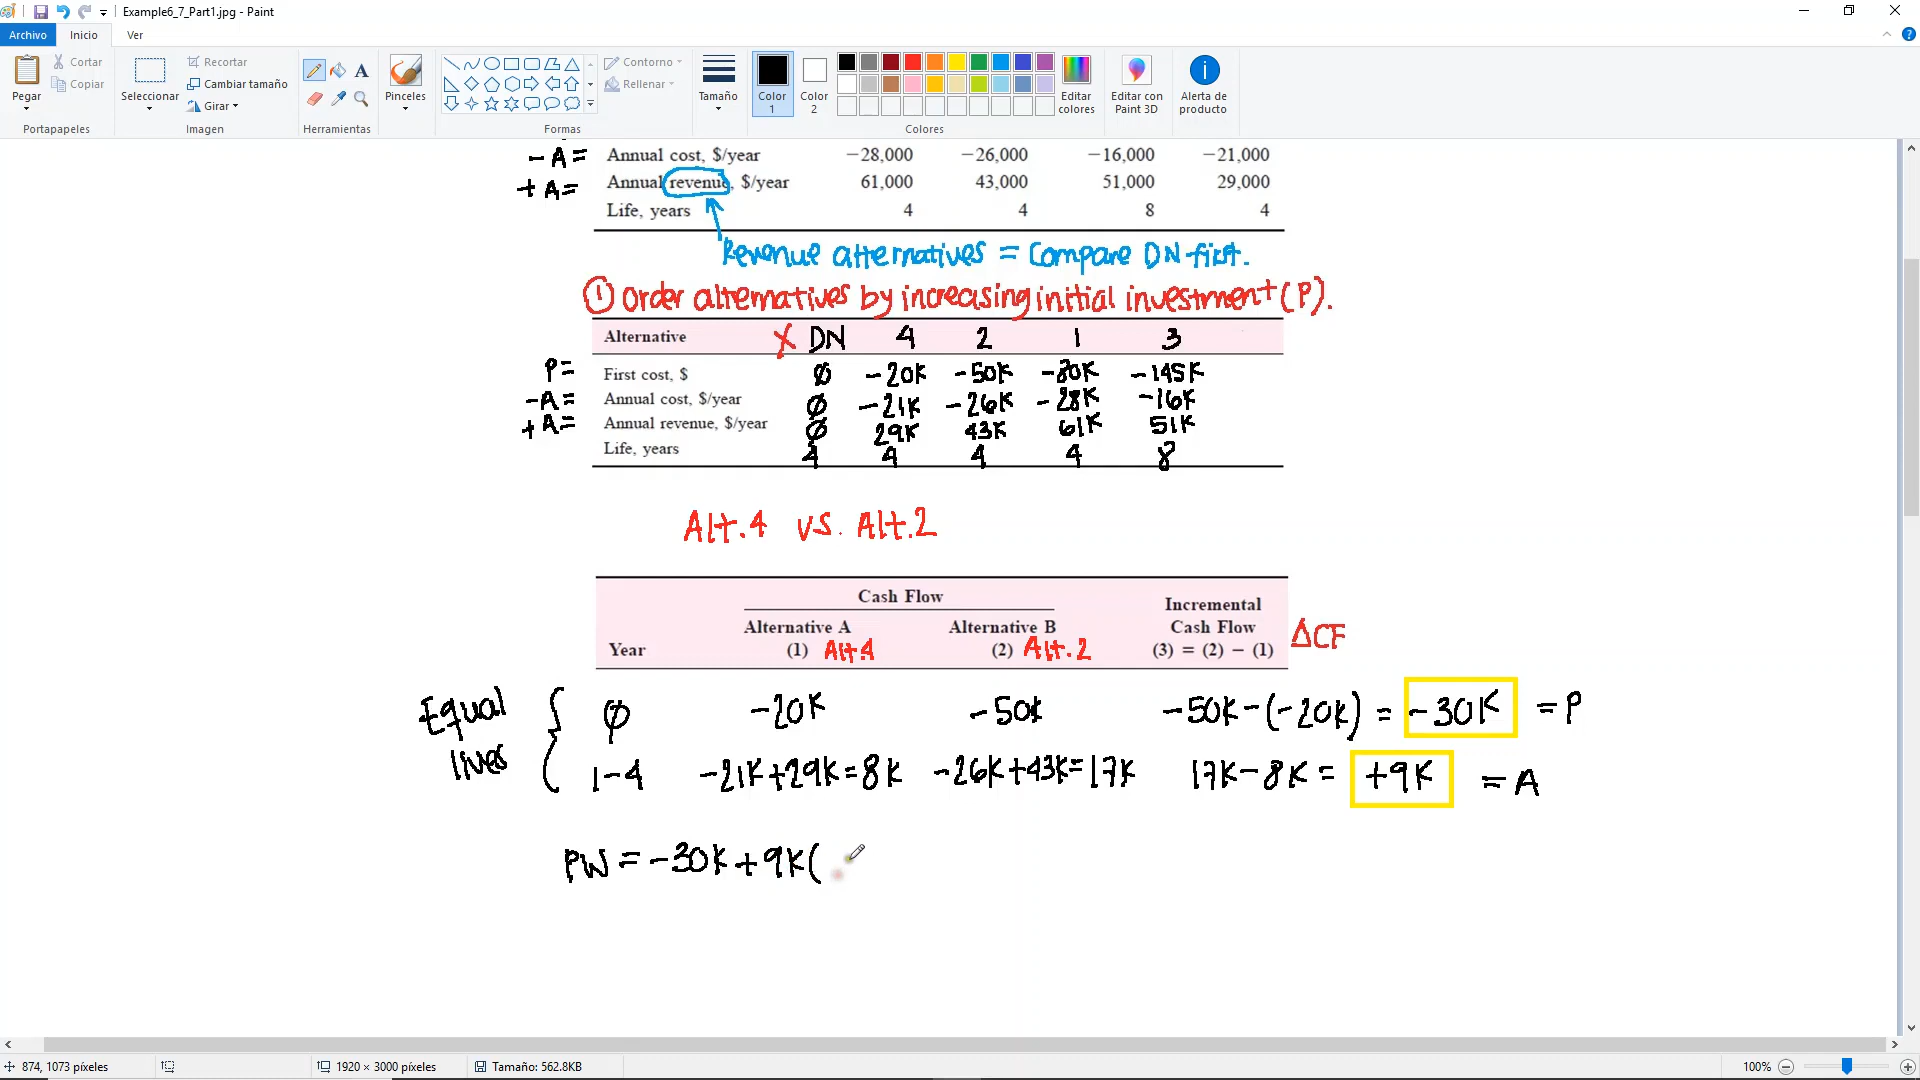 Example6_7_Part1.jpg - Paint
Archivo Inicio Ver
Pegar Cortar Copiar Portapapeles
Seleccionar Recortar Cambiar tamaño Girar Imagen
A Herramientas
Pinceles
Contorno Rellenar Formas
Tamaño
Color 1 Color 2 Editar colores Colores
Editar con Paint 3D
Alerta de producto
-A= Annual cost, $/year −28,000 −26,000 −16,000 −21,000
+A= Annual revenue, $/year 61,000 43,000 51,000 29,000
Life, years 4 4 8 4
Revenue alternatives = Compare DN first.
① Order alternatives by increasing initial investment (P).
Alternative X DN 4 2 1 3
P= First cost, $ 0 -20K -50K -80K -145K
-A= Annual cost, $/year 0 -21K -26K -28K -16K
+A= Annual revenue, $/year 0 29K 43K 61K 51K
Life, years 4 4 4 4 8
Alt.4 vs. Alt.2
Cash Flow
Year Alternative A (1) Alt.4 Alternative B (2) Alt.2 Incremental Cash Flow (3) = (2) − (1) ΔCF
Equal lives { 0 -20K -50K -50K-(-20K) = -30K = P
1-4 -21K+29K=8K -26K+43K=17K 17K-8K= +9K = A
PW = -30K+9K(
874, 1073 píxeles 1920 × 3000 píxeles Tamaño: 562.8KB 100%